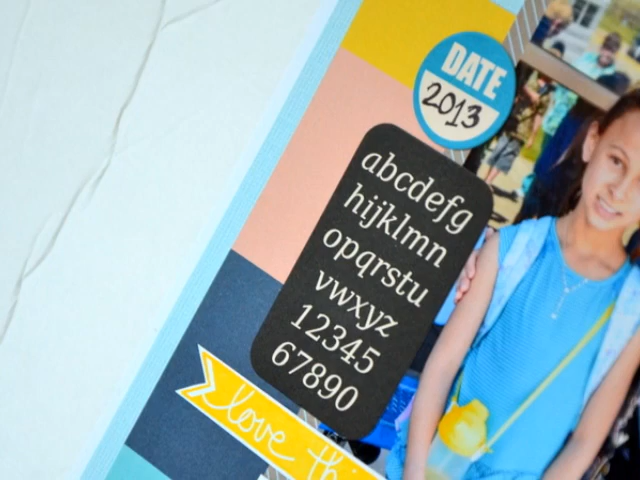 DATE
2013
abcdefg
hijklmn
opqrstu
vwxyz
12345
67890
love